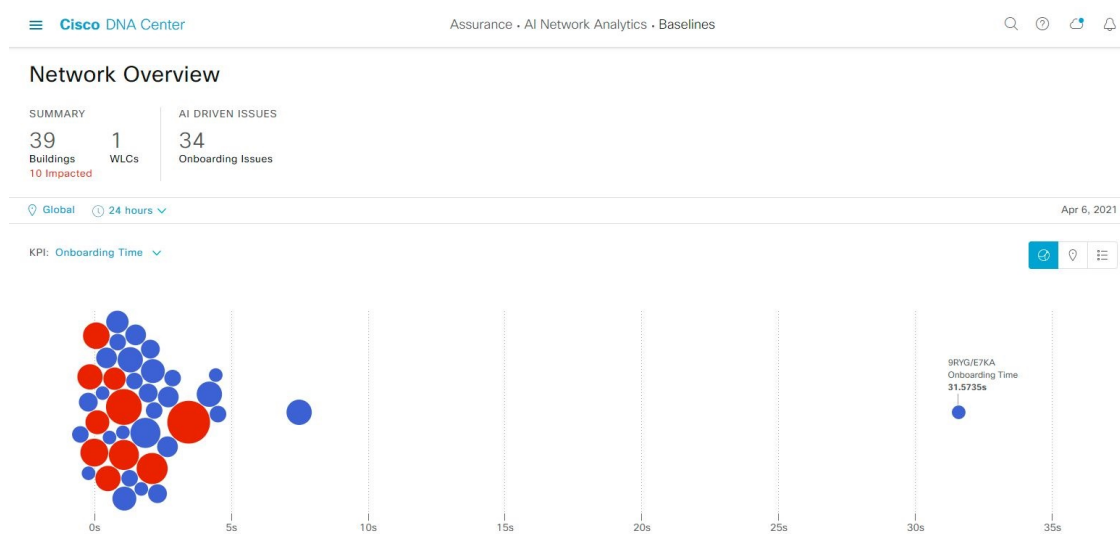 Cisco DNA Center
Assurance • AI Network Analytics • Baselines
Network Overview
SUMMARY
AI DRIVEN ISSUES
39
1
34
Buildings
WLCs
Onboarding Issues
10 Impacted
Global
24 hours
Apr 6, 2021
KPI: Onboarding Time
9RYG/E7KA
Onboarding Time
31.5735s
0s
5s
10s
15s
20s
25s
30s
35s